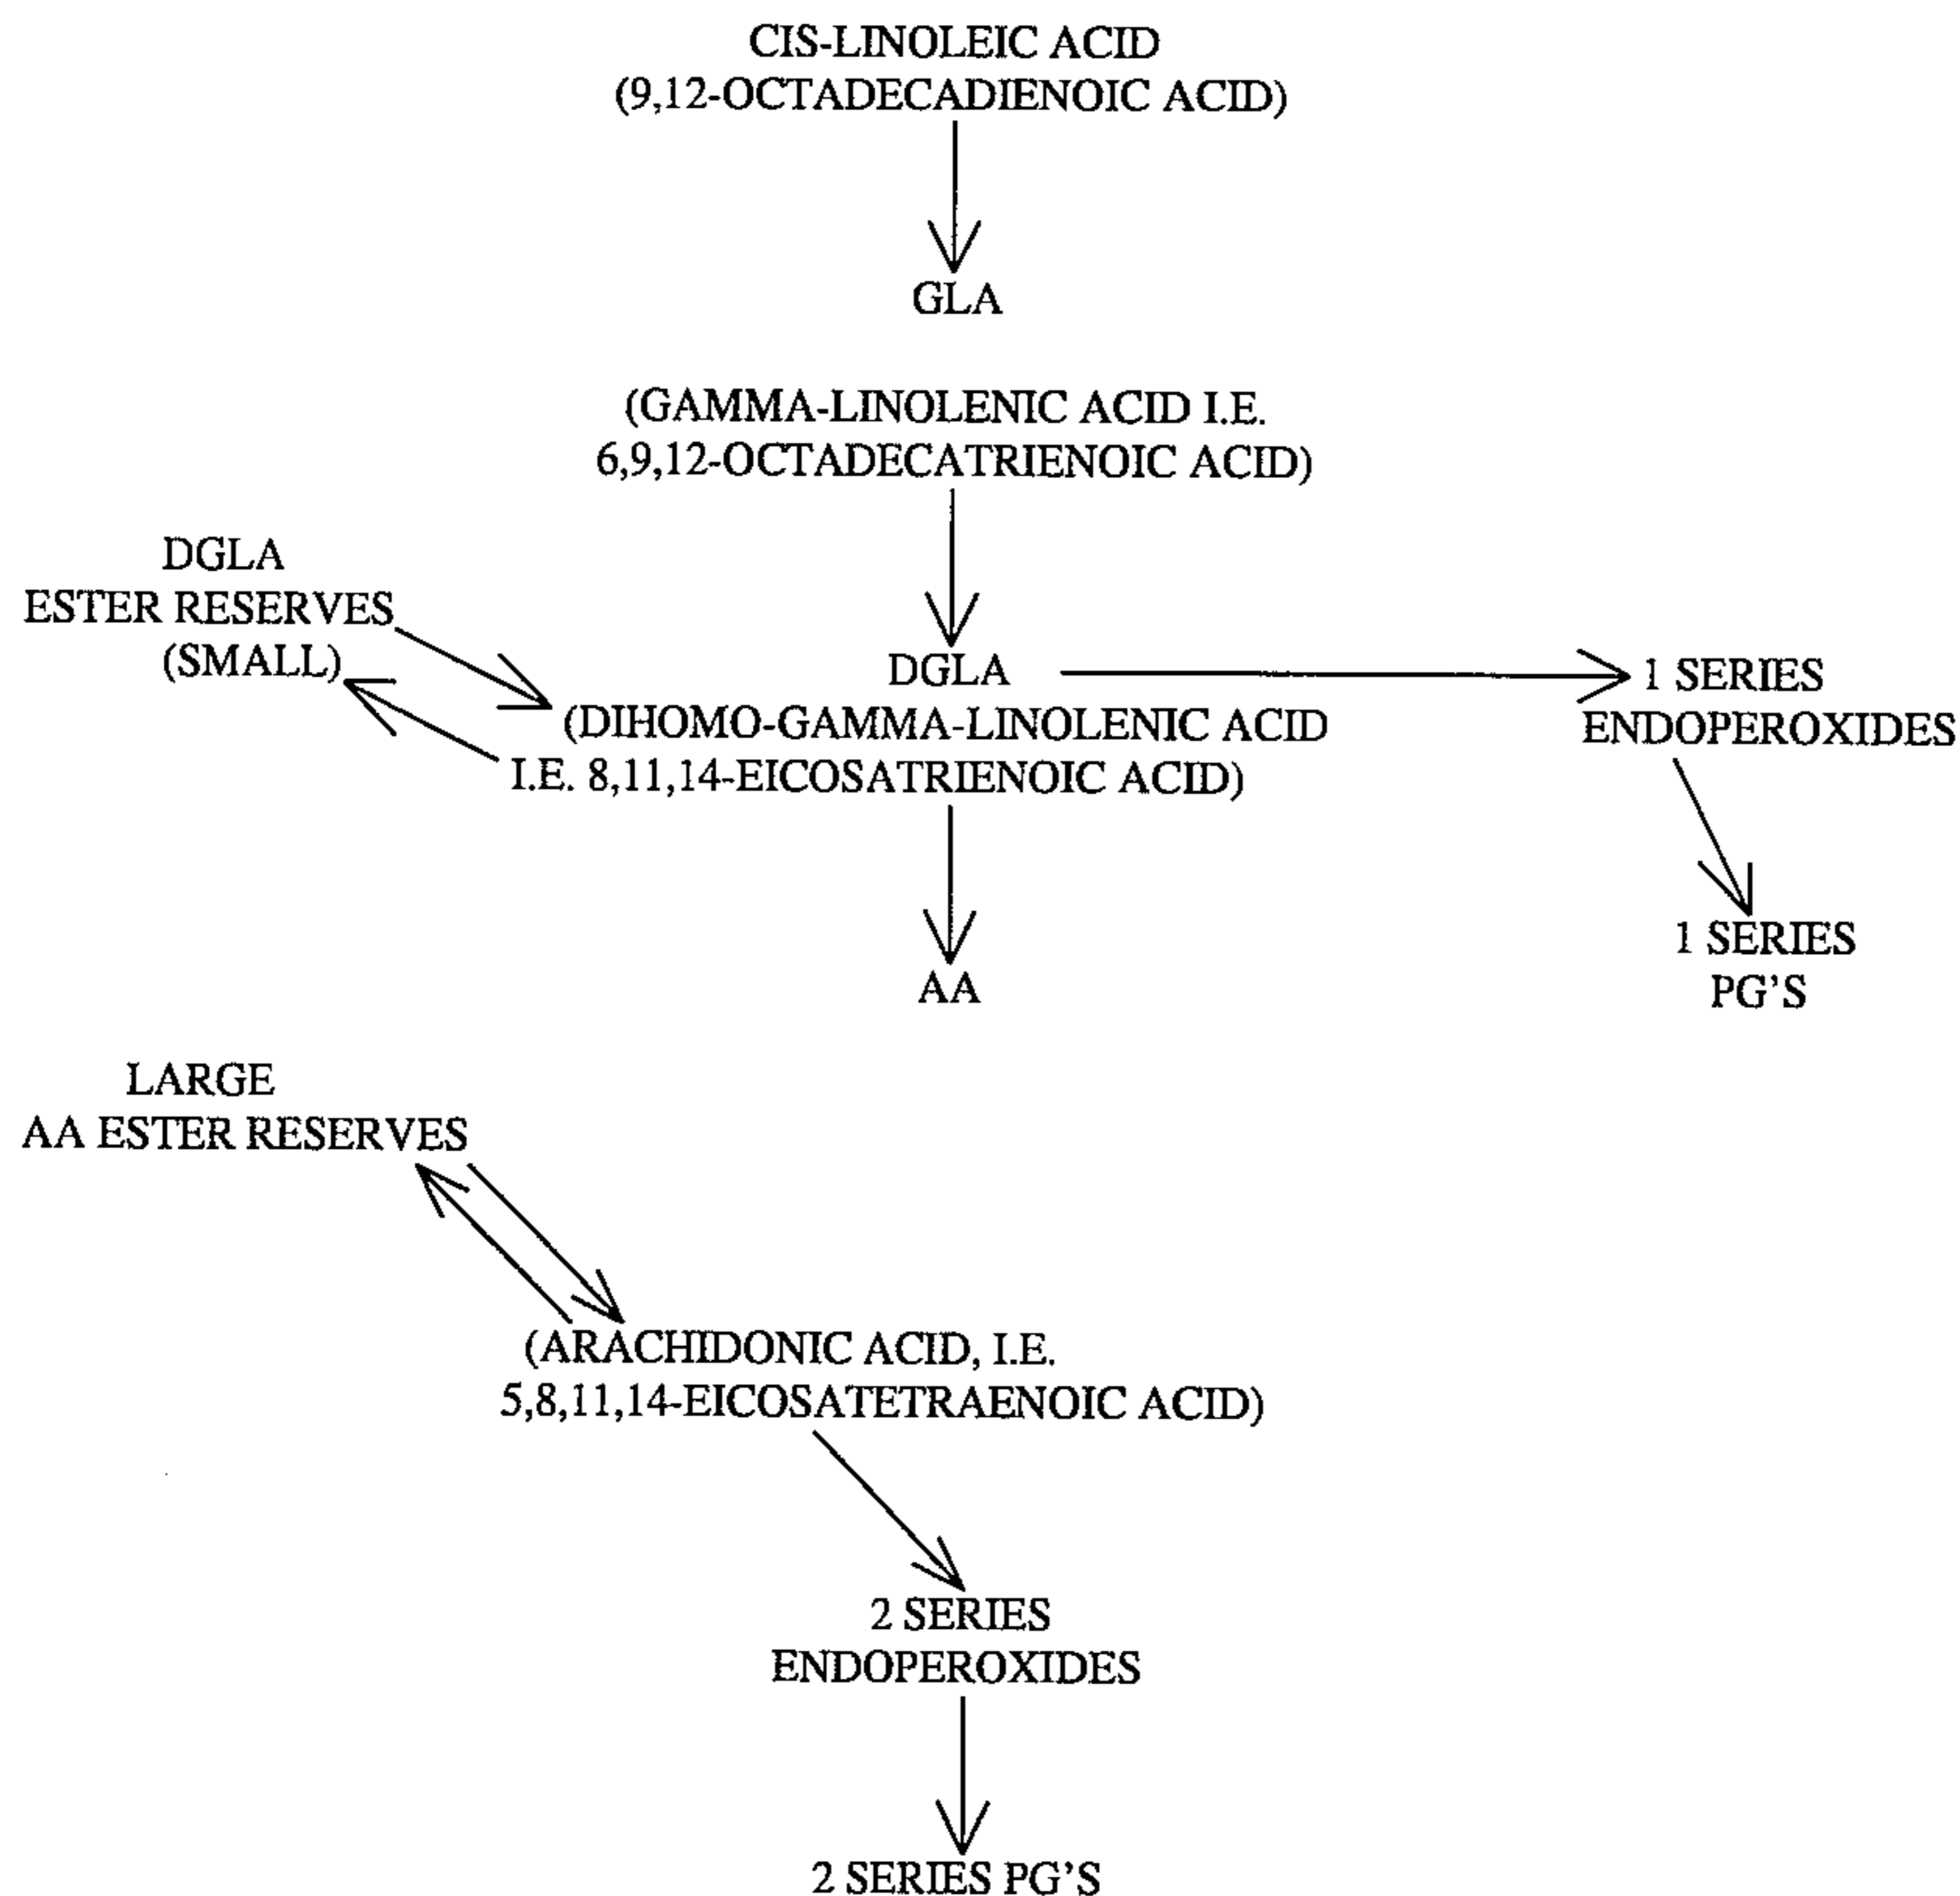 CIS-LINOLEIC ACID
(9,12-OCTADECADIENOIC ACID)
GLA
(GAMMA-LINOLENIC ACID I.E.
6,9,12-OCTADECATRIENOIC ACID)
DGLA
ESTER RESERVES
(SMALL)
DGLA
(DIHOMO-GAMMA-LINOLENIC ACID
I.E. 8,11,14-EICOSATRIENOIC ACID)
1 SERIES
ENDOPEROXIDES
1 SERIES
PG'S
AA
LARGE
AA ESTER RESERVES
(ARACHIDONIC ACID, I.E.
5,8,11,14-EICOSATETRAENOIC ACID)
2 SERIES
ENDOPEROXIDES
2 SERIES PG'S